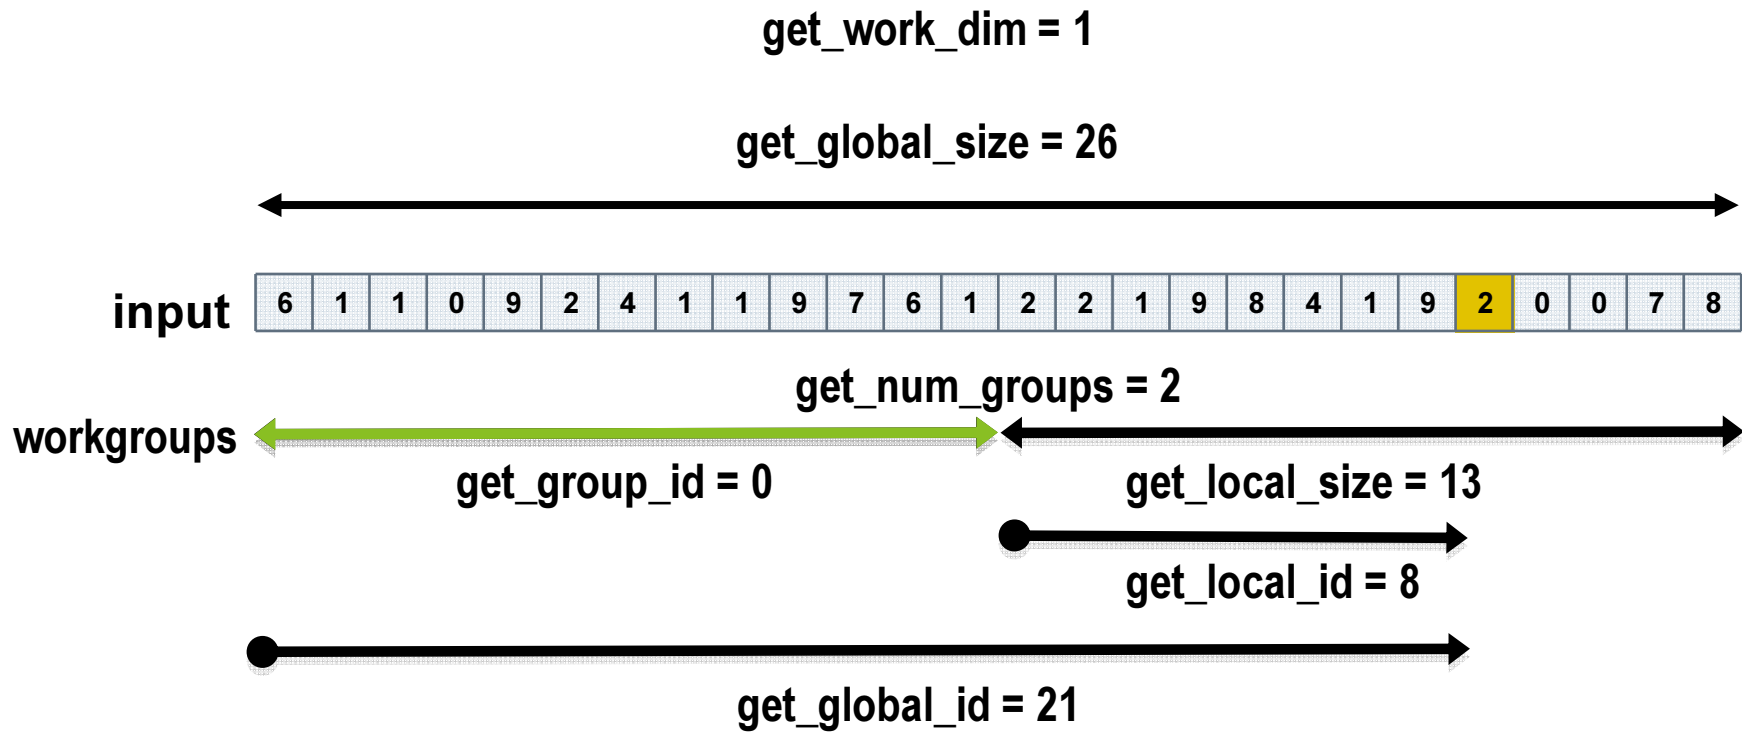 get_work_dim = 1
get_global_size = 26
input 6 1 1 0 9 2 4 1 1 9 7 6 1 2 2 1 9 8 4 1 9 2 0 0 7 8
get_num_groups = 2
workgroups
get_group_id = 0 get_local_size = 13
get_local_id = 8
get_global_id = 21